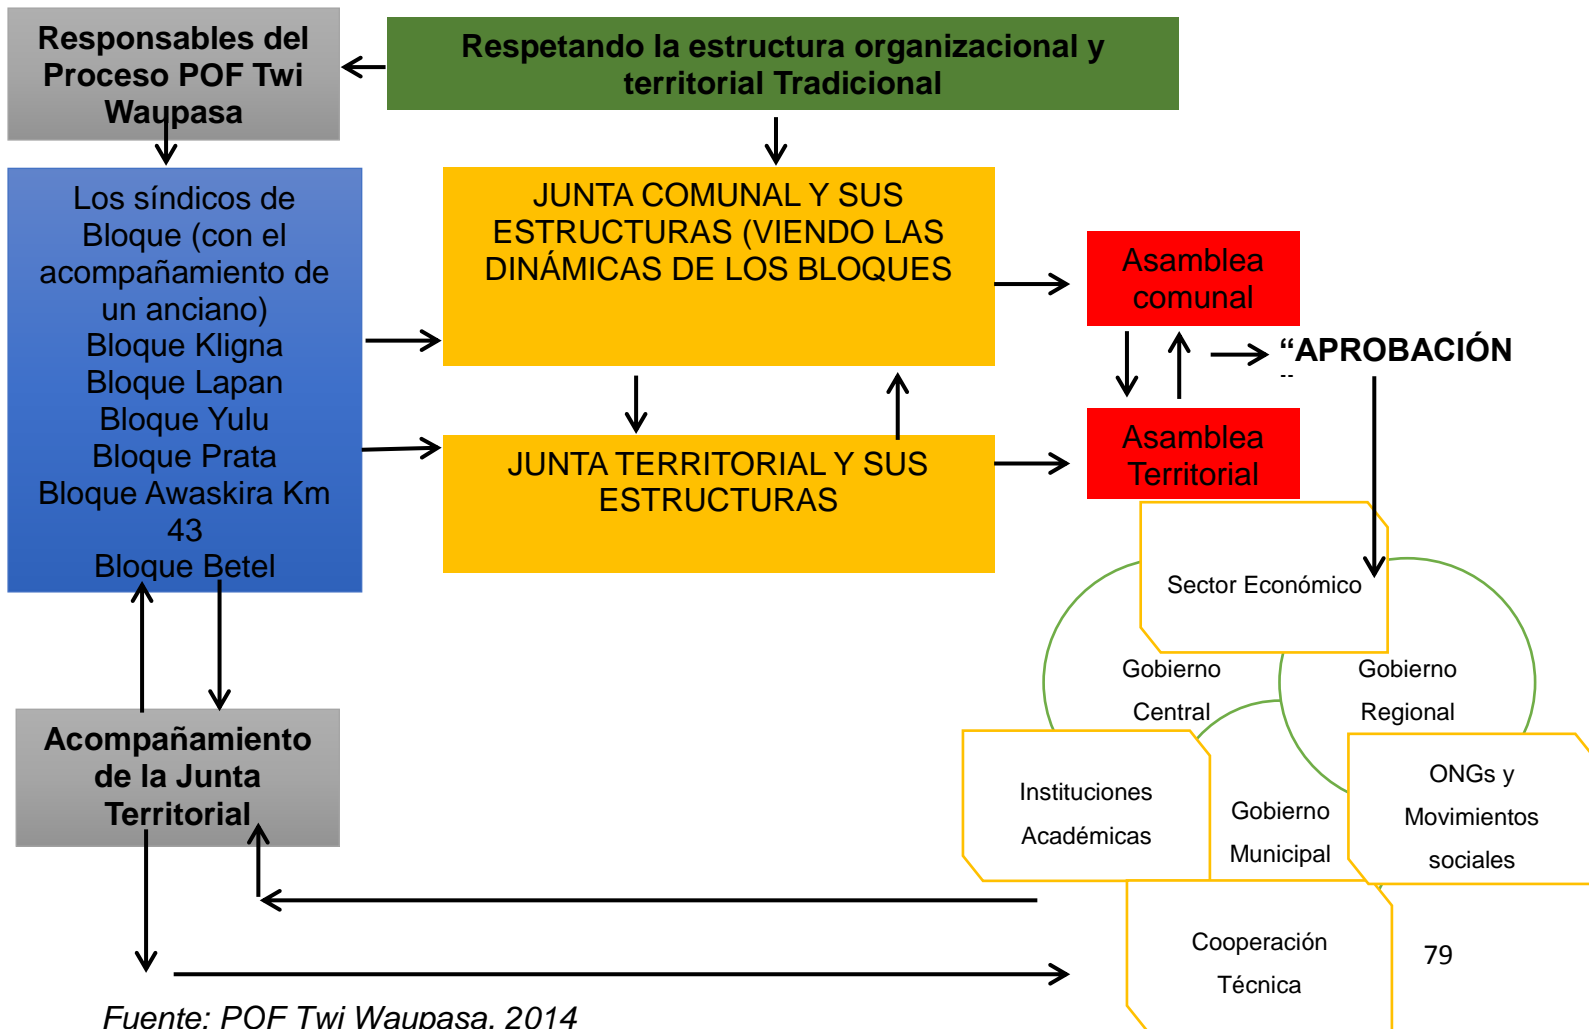 Responsables del
Proceso POF Twi
Waupasa
Respetando la estructura organizacional y
territorial Tradicional
Los síndicos de
Bloque (con el
acompañamiento de
un anciano)
Bloque Kligna
Bloque Lapan
Bloque Yulu
Bloque Prata
Bloque Awaskira Km
43
Bloque Betel
JUNTA COMUNAL Y SUS
ESTRUCTURAS (VIENDO LAS
DINÁMICAS DE LOS BLOQUES
JUNTA TERRITORIAL Y SUS
ESTRUCTURAS
Asamblea
comunal
“APROBACIÓN
Asamblea
Territorial
Sector Económico
Gobierno
Central
Gobierno
Regional
Acompañamiento
de la Junta
Territorial
Instituciones
Académicas
Gobierno
Municipal
ONGs y
Movimientos
sociales
Cooperación
Técnica
79
Fuente: POF Twi Waupasa, 2014